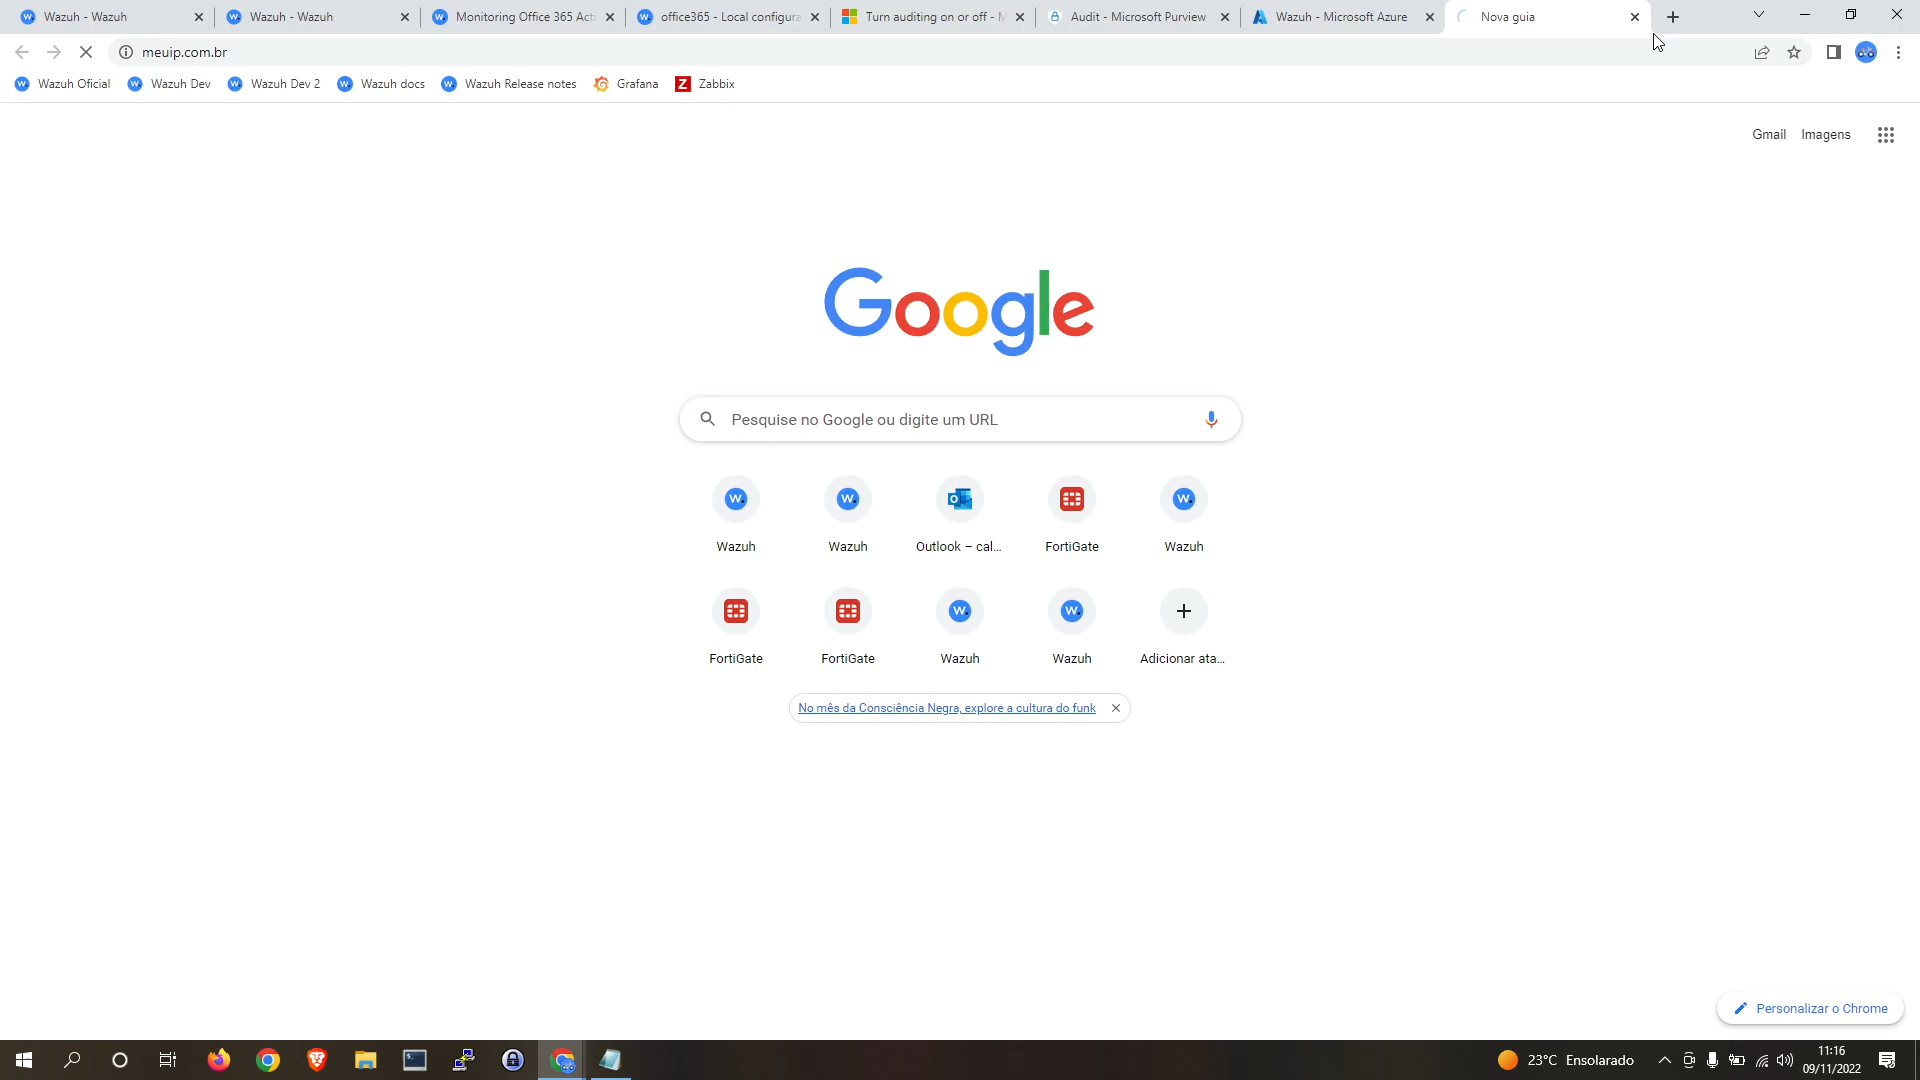 Wazuh - Wazuh
Wazuh - Wazuh
Monitoring Office 365 Act
office365 - Local configura
Turn auditing on or off - M
Audit - Microsoft Purview
Wazuh - Microsoft Azure
Nova guia
meuip.com.br
Wazuh Oficial
Wazuh Dev
Wazuh Dev 2
Wazuh docs
Wazuh Release notes
Grafana
Z Zabbix
Gmail
Imagens
Google
Pesquise no Google ou digite um URL
Wazuh
Wazuh
Outlook – cal...
FortiGate
Wazuh
FortiGate
FortiGate
Wazuh
Wazuh
Adicionar ata...
No mês da Consciência Negra, explore a cultura do funk
Personalizar o Chrome
23°C Ensolarado
11:16
09/11/2022